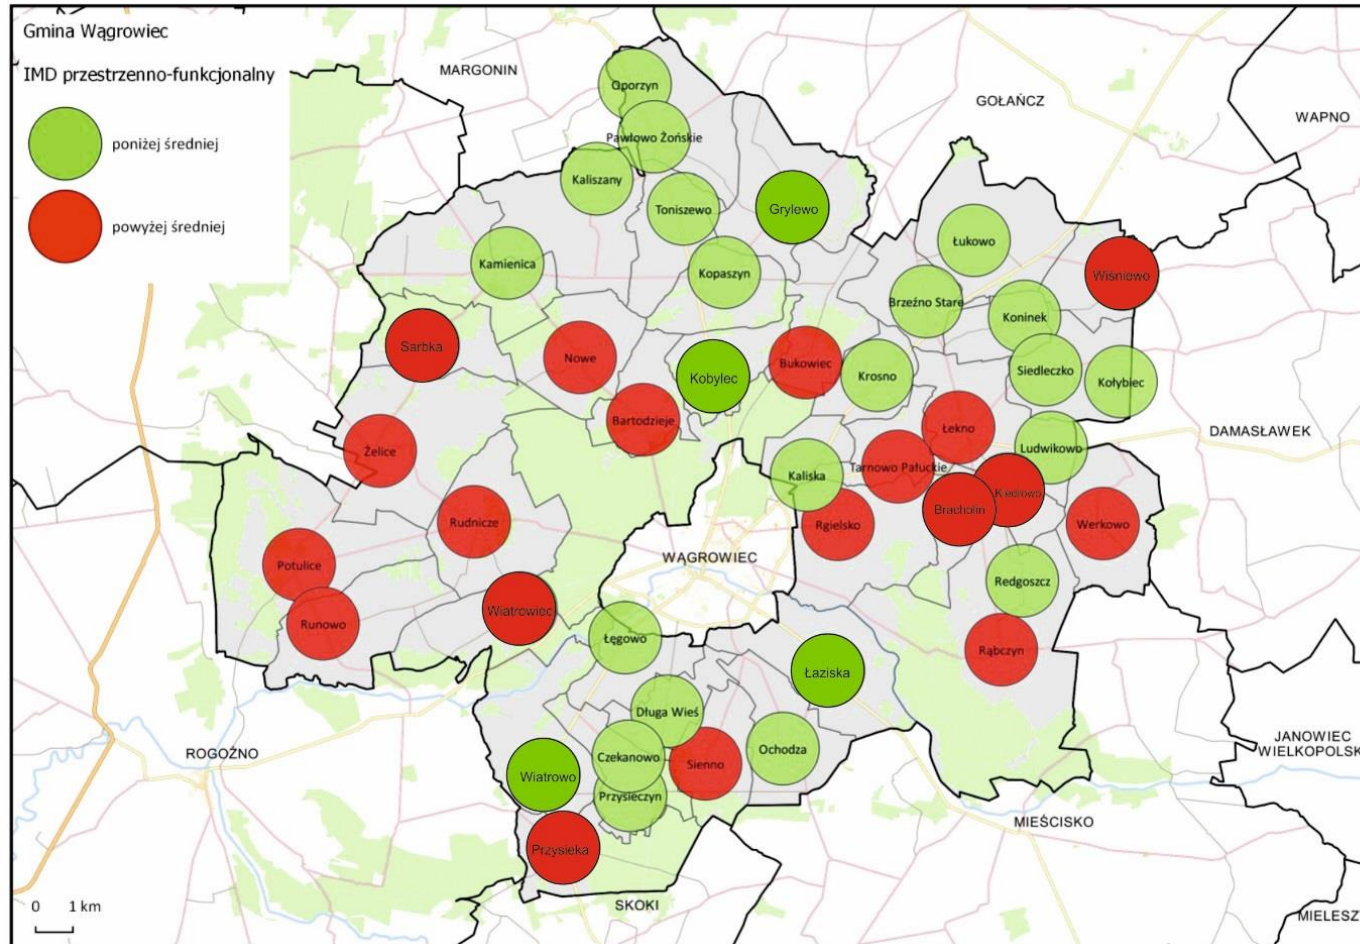 Gmina Wągrowiec
IMD przestrzenno-funkcjonalny
poniżej średniej
powyżej średniej
MARGONIN
GOŁAŃCZ
WAPNO
Oporzyn
Pawłowo Żońskie
Kaliszany
Toniszewo
Grylewo
Łukowo
Kamienica
Kopaszyn
Wiśniewo
Brzeźno Stare
Koninek
Sarbka
Nowe
Bukowiec
Kobylec
Krosno
Siedleczko
Kołybiec
Bartodzieje
Łekno
DAMASŁAWEK
Żelice
Ludwikowo
Tarnowo Pałuckie
Kaliska
Kiedrowo
Bracholin
Rudnicze
Rgielsko
Werkowo
WĄGROWIEC
Potulice
Redgoszcz
Wiatrowiec
Runowo
Łęgowo
Rąbczyn
Łaziska
Długa Wieś
JANOWIEC
WIELKOPOLSK
ROGOŹNO
Ochodza
Czekanowo
Sienno
Wiatrowo
Przysieczyn
MIEŚCISKO
Przysieka
0 1 km
SKOKI
MIELESZ